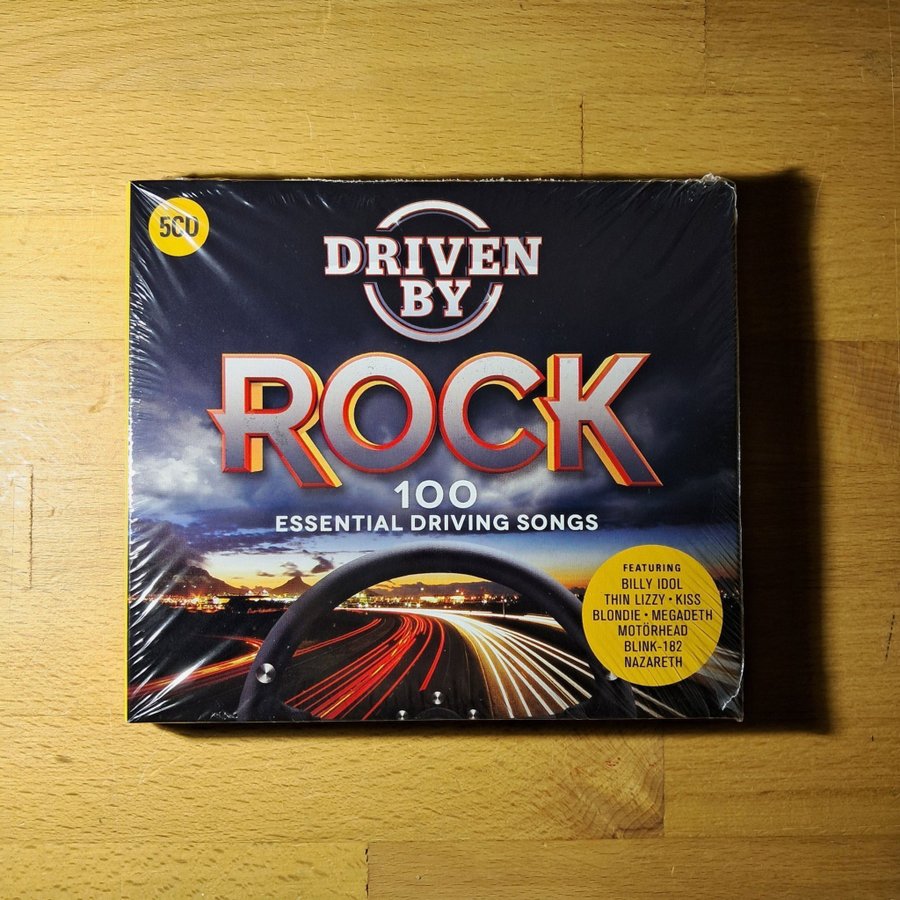 5CD
DRIVEN
BY
ROCK
100
ESSENTIAL DRIVING SONGS
FEATURING
BILLY IDOL
THIN LIZZY • KISS
BLONDIE • MEGADETH
MOTÖRHEAD
BLINK-182
NAZARETH